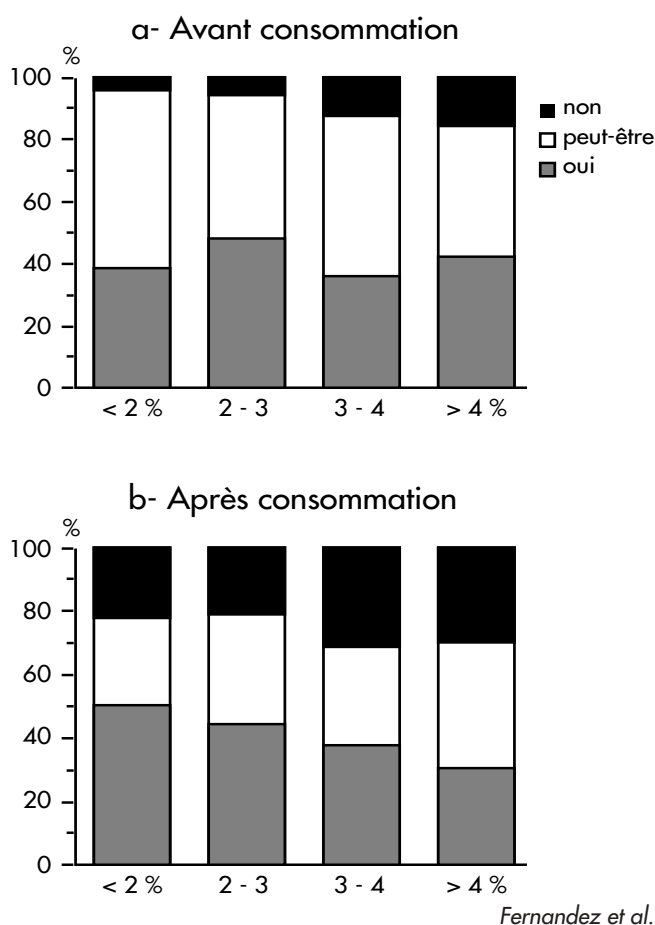 a- Avant consommation
%
100
80
60
40
20
0
< 2 % 2 - 3 3 - 4 > 4 %
non
peut-être
oui
b- Après consommation
%
100
80
60
40
20
0
< 2 % 2 - 3 3 - 4 > 4 %
Fernandez et al.